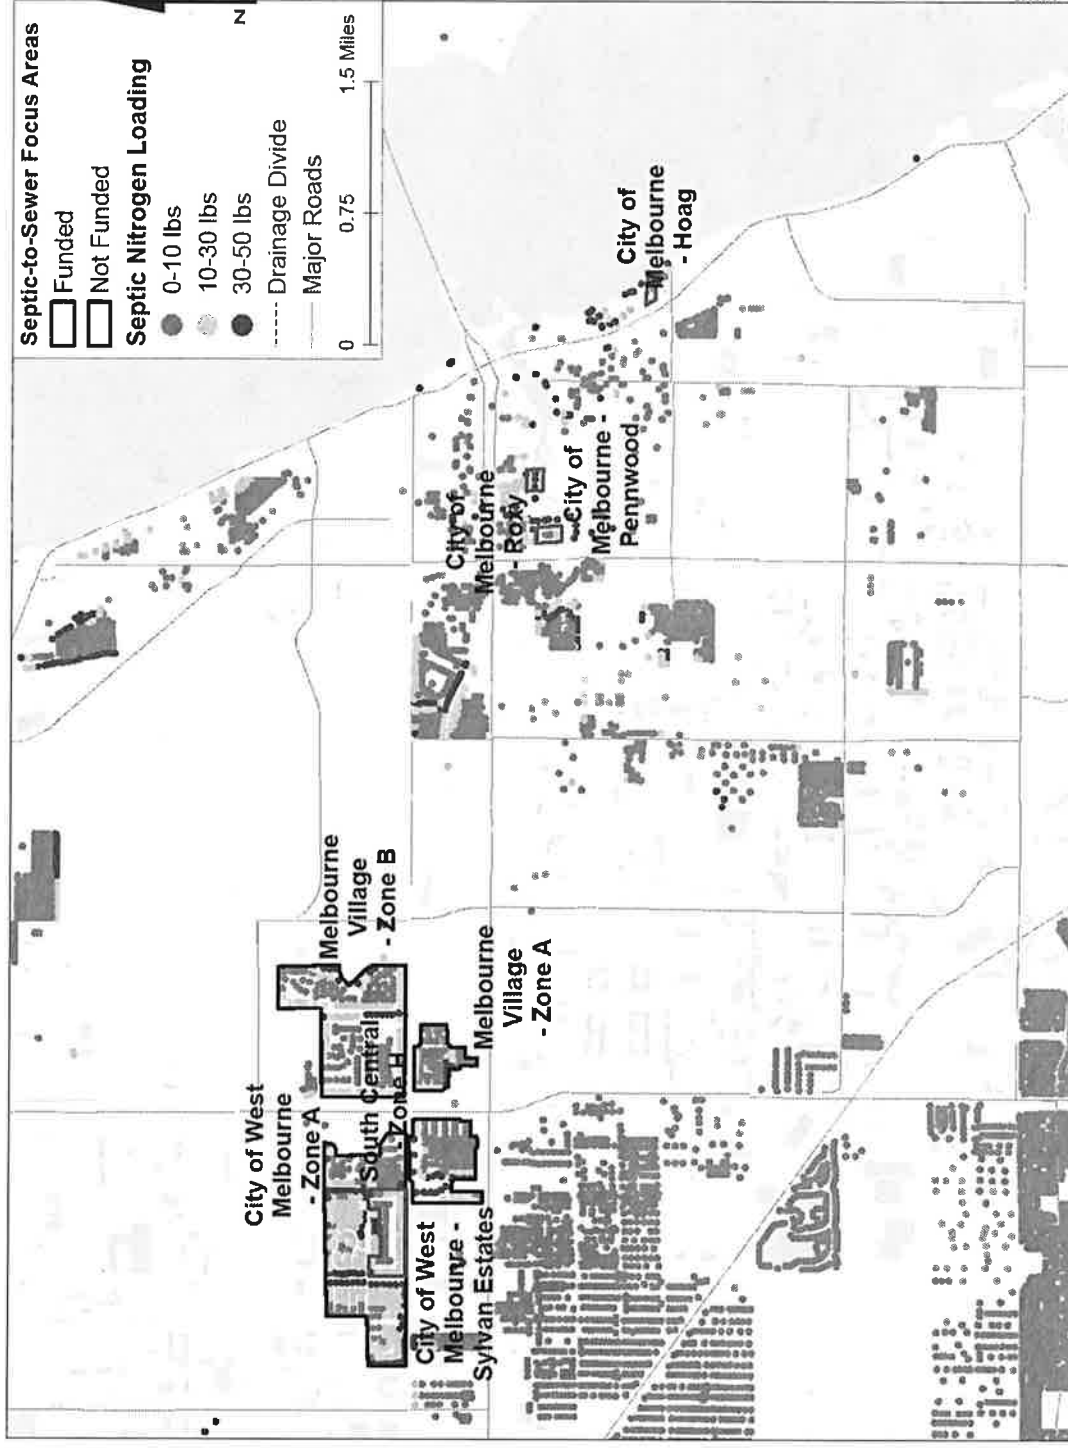 Septic-to-Sewer Focus Areas
Funded
Not Funded
Septic Nitrogen Loading
0-10 lbs
10-30 lbs
30-50 lbs
Drainage Divide
Major Roads
0 0.75 1.5 Miles
N
City of West
Melbourne
- Zone A
South Central
Zone H
Melbourne
Village
- Zone B
City of West
Melbounre -
Sylvan Estates
Melbourne
Village
- Zone A
City of
Melbourne
- Roxy
City of
Melbourne -
Pennwood
City of
Melbourne
- Hoag